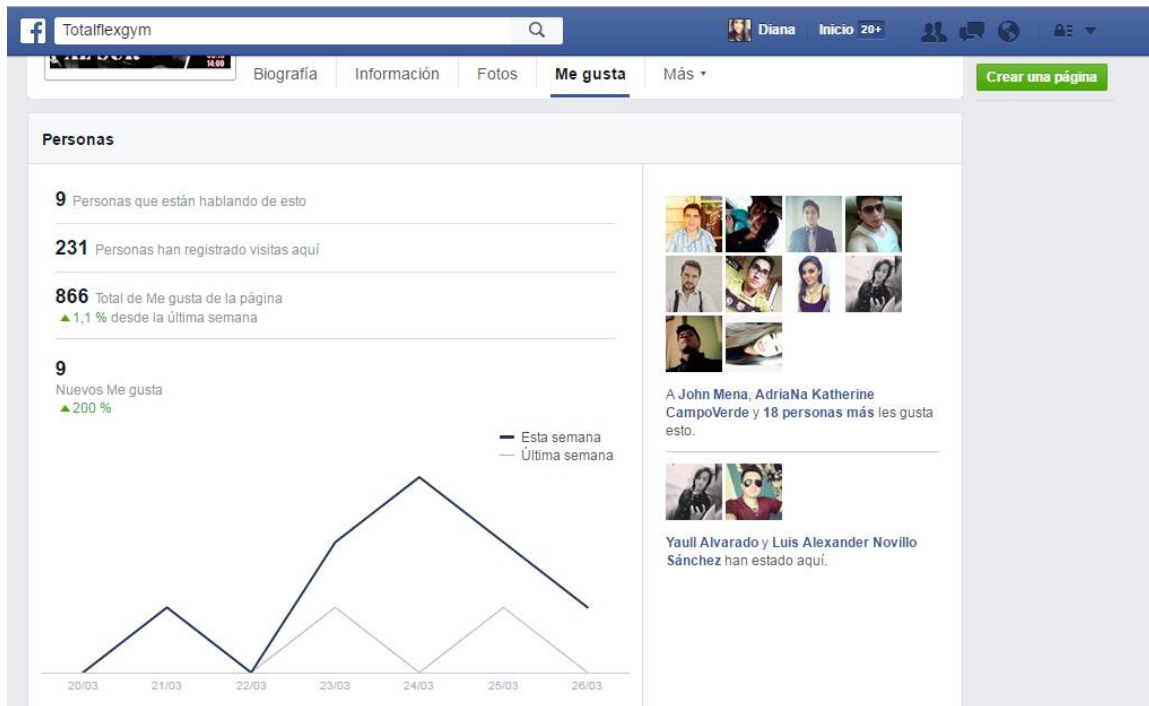 f
Totalflexgym
Diana
Inicio 20+
14:00
Biografía Información Fotos Me gusta Más
Crear una página
Personas
9 Personas que están hablando de esto
231 Personas han registrado visitas aquí
866 Total de Me gusta de la página
1,1 % desde la última semana
9
Nuevos Me gusta
200 %
Esta semana
Última semana
20/03 21/03 22/03 23/03 24/03 25/03 26/03
A John Mena, AdriaNa Katherine
CampoVerde y 18 personas más les gusta
esto.
Yaull Alvarado y Luis Alexander Novillo
Sánchez han estado aquí.